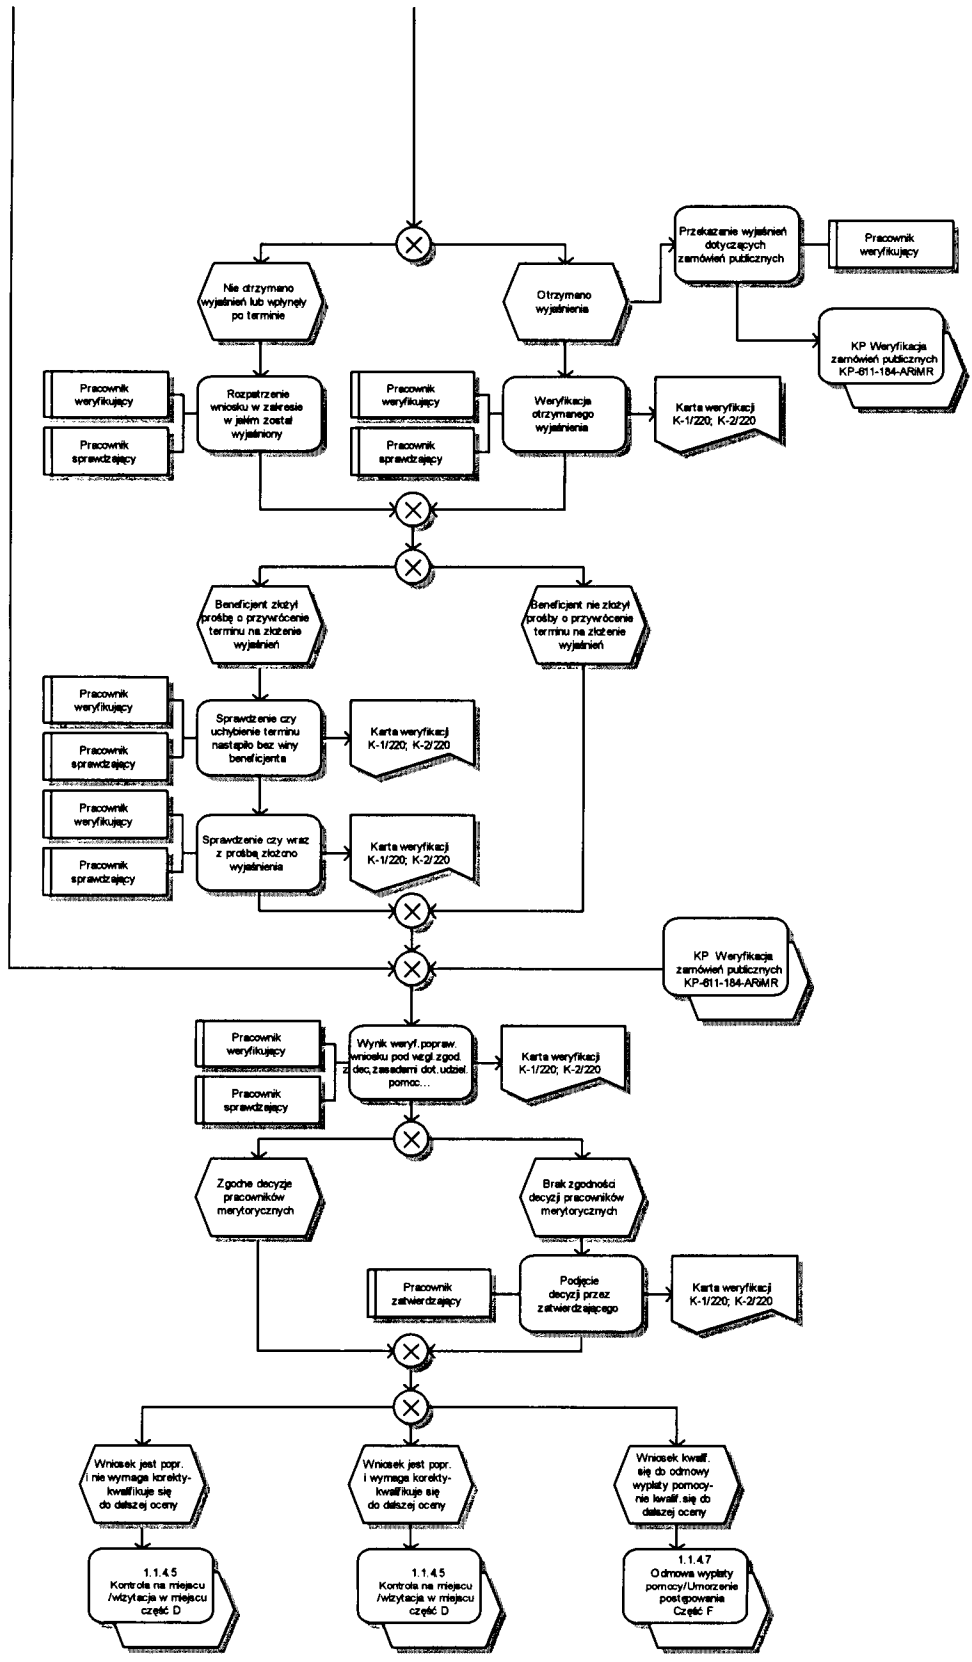 Przekazanie wyjaśnień
dotyczących
zamówień publicznych
Pracownik
weryfikujący
Nie otrzymano
wyjaśnień lub wpłynęły
po terminie
Otrzymano
wyjaśnienia
KP Weryfikacja
zamówień publicznych
KP-611-184-ARiMR
Pracownik
weryfikujący
Pracownik
sprawdzający
Rozpatrzenie
wniosku w zakresie
w jakim został
wyjaśniony
Pracownik
weryfikujący
Pracownik
sprawdzający
Weryfikacja
otrzymanego
wyjaśnienia
Karta weryfikacji
K-1/220; K-2/220
Beneficjent złożył
prośbę o przywrócenie
terminu na złożenie
wyjaśnień
Beneficjent nie złożył
prośby o przywrócenie
terminu na złożenie
wyjaśnień
Pracownik
weryfikujący
Pracownik
sprawdzający
Sprawdzenie czy
uchybienie terminu
nastąpiło bez winy
beneficjenta
Karta weryfikacji
K-1/220; K-2/220
Pracownik
weryfikujący
Pracownik
sprawdzający
Sprawdzenie czy wraz
z prośbą złożono
wyjaśnienia
Karta weryfikacji
K-1/220; K-2/220
KP Weryfikacja
zamówień publicznych
KP-611-184-ARiMR
Pracownik
weryfikujący
Pracownik
sprawdzający
Wynik weryf.popraw.
wniosku pod wzgl.zgod.
z dec,zasadami dot.udziel.
pomoc...
Karta weryfikacji
K-1/220; K-2/220
Zgodne decyzje
pracowników
merytorycznych
Brak zgodności
decyzji pracowników
merytorycznych
Pracownik
zatwierdzający
Podjęcie
decyzji przez
zatwierdzającego
Karta weryfikacji
K-1/220; K-2/220
Wniosek jest popr.
i nie wymaga korekty-
kwalifikuje się
do dalszej oceny
Wniosek jest popr.
i wymaga korekty-
kwalifikuje się
do dalszej oceny
Wniosek kwalif.
się do odmowy
wypłaty pomocy-
nie kwalif.się do
dalszej oceny
1.1.4.5
Kontrola na miejscu
/wizytacja w miejscu
część D
1.1.4.5
Kontrola na miejscu
/wizytacja w miejscu
część D
1.1.4.7
Odmowa wypłaty
pomocy/Umorzenie
postępowania
Część F